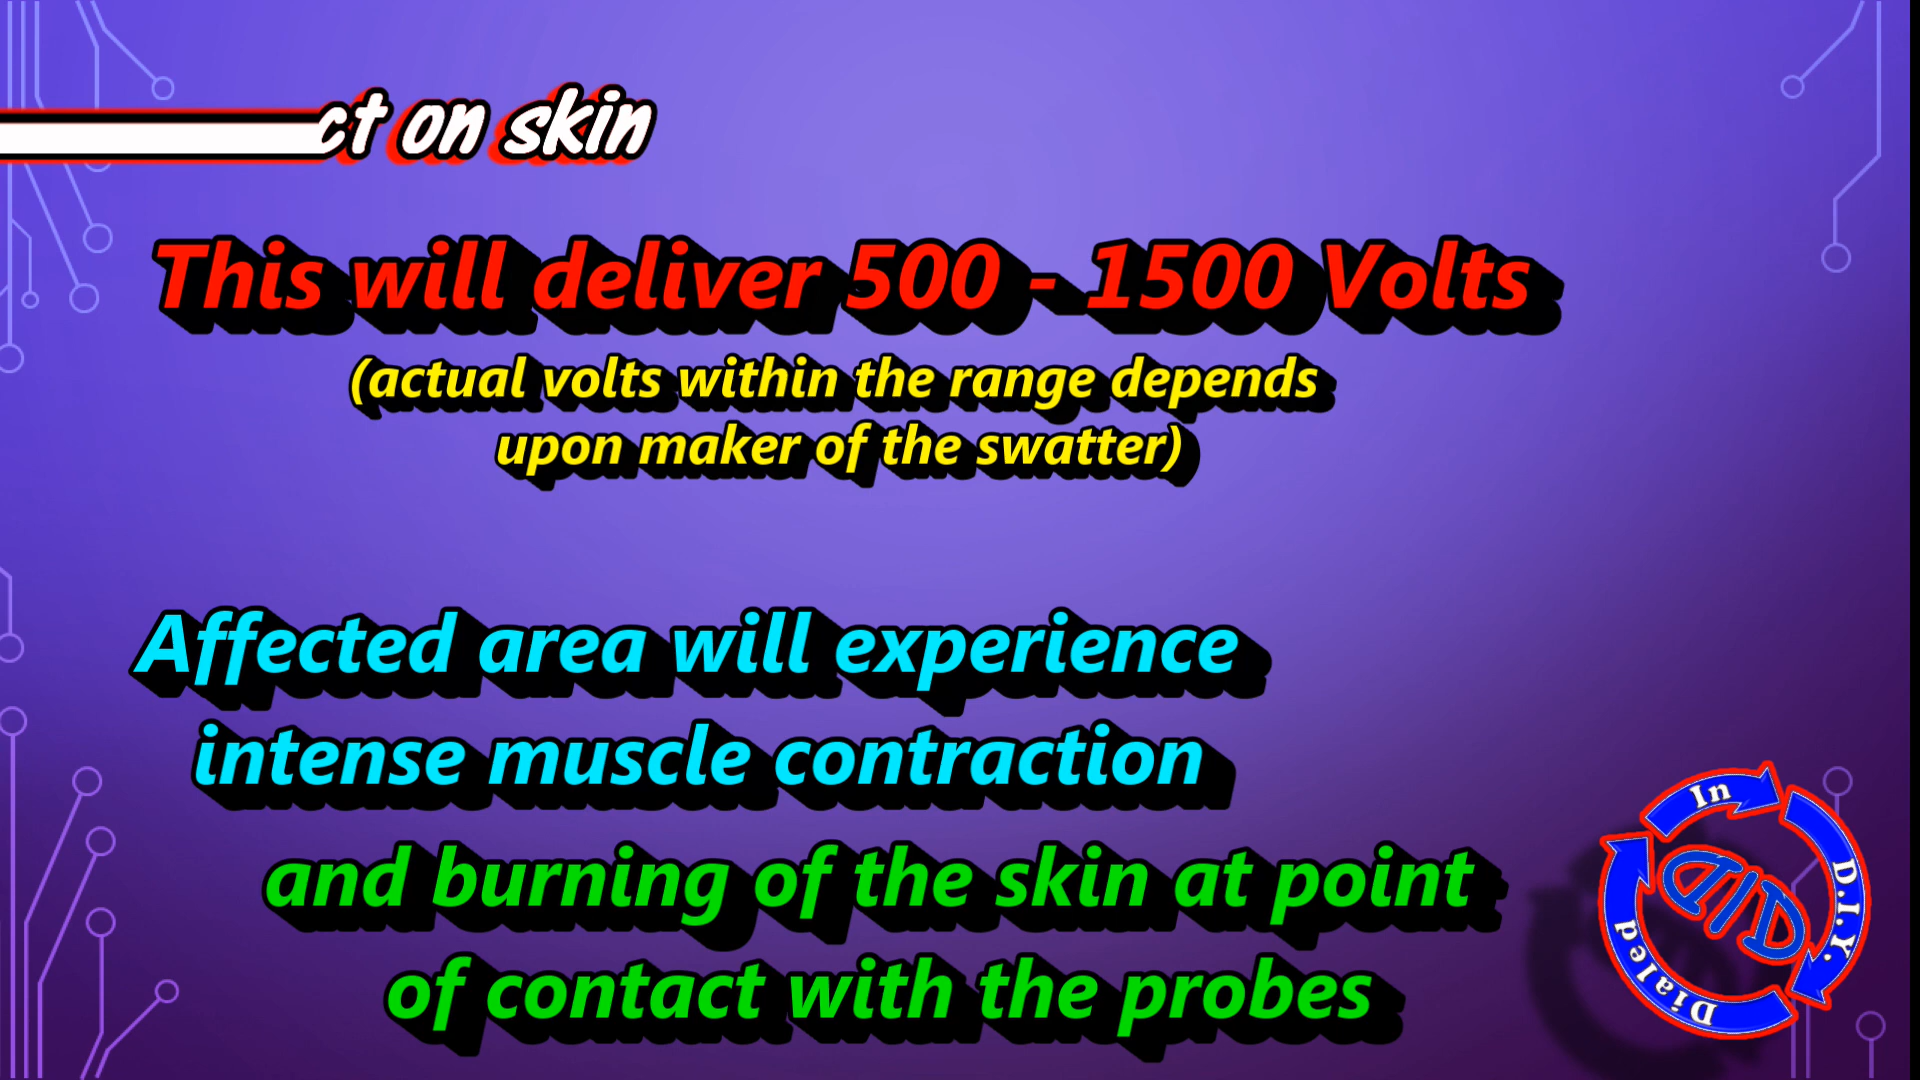 ct on skin
This will deliver 500 - 1500 Volts
(actual volts within the range depends
upon maker of the swatter)
Affected area will experience
intense muscle contraction
and burning of the skin at point
of contact with the probes
Dialed In D.I.Y.
DID